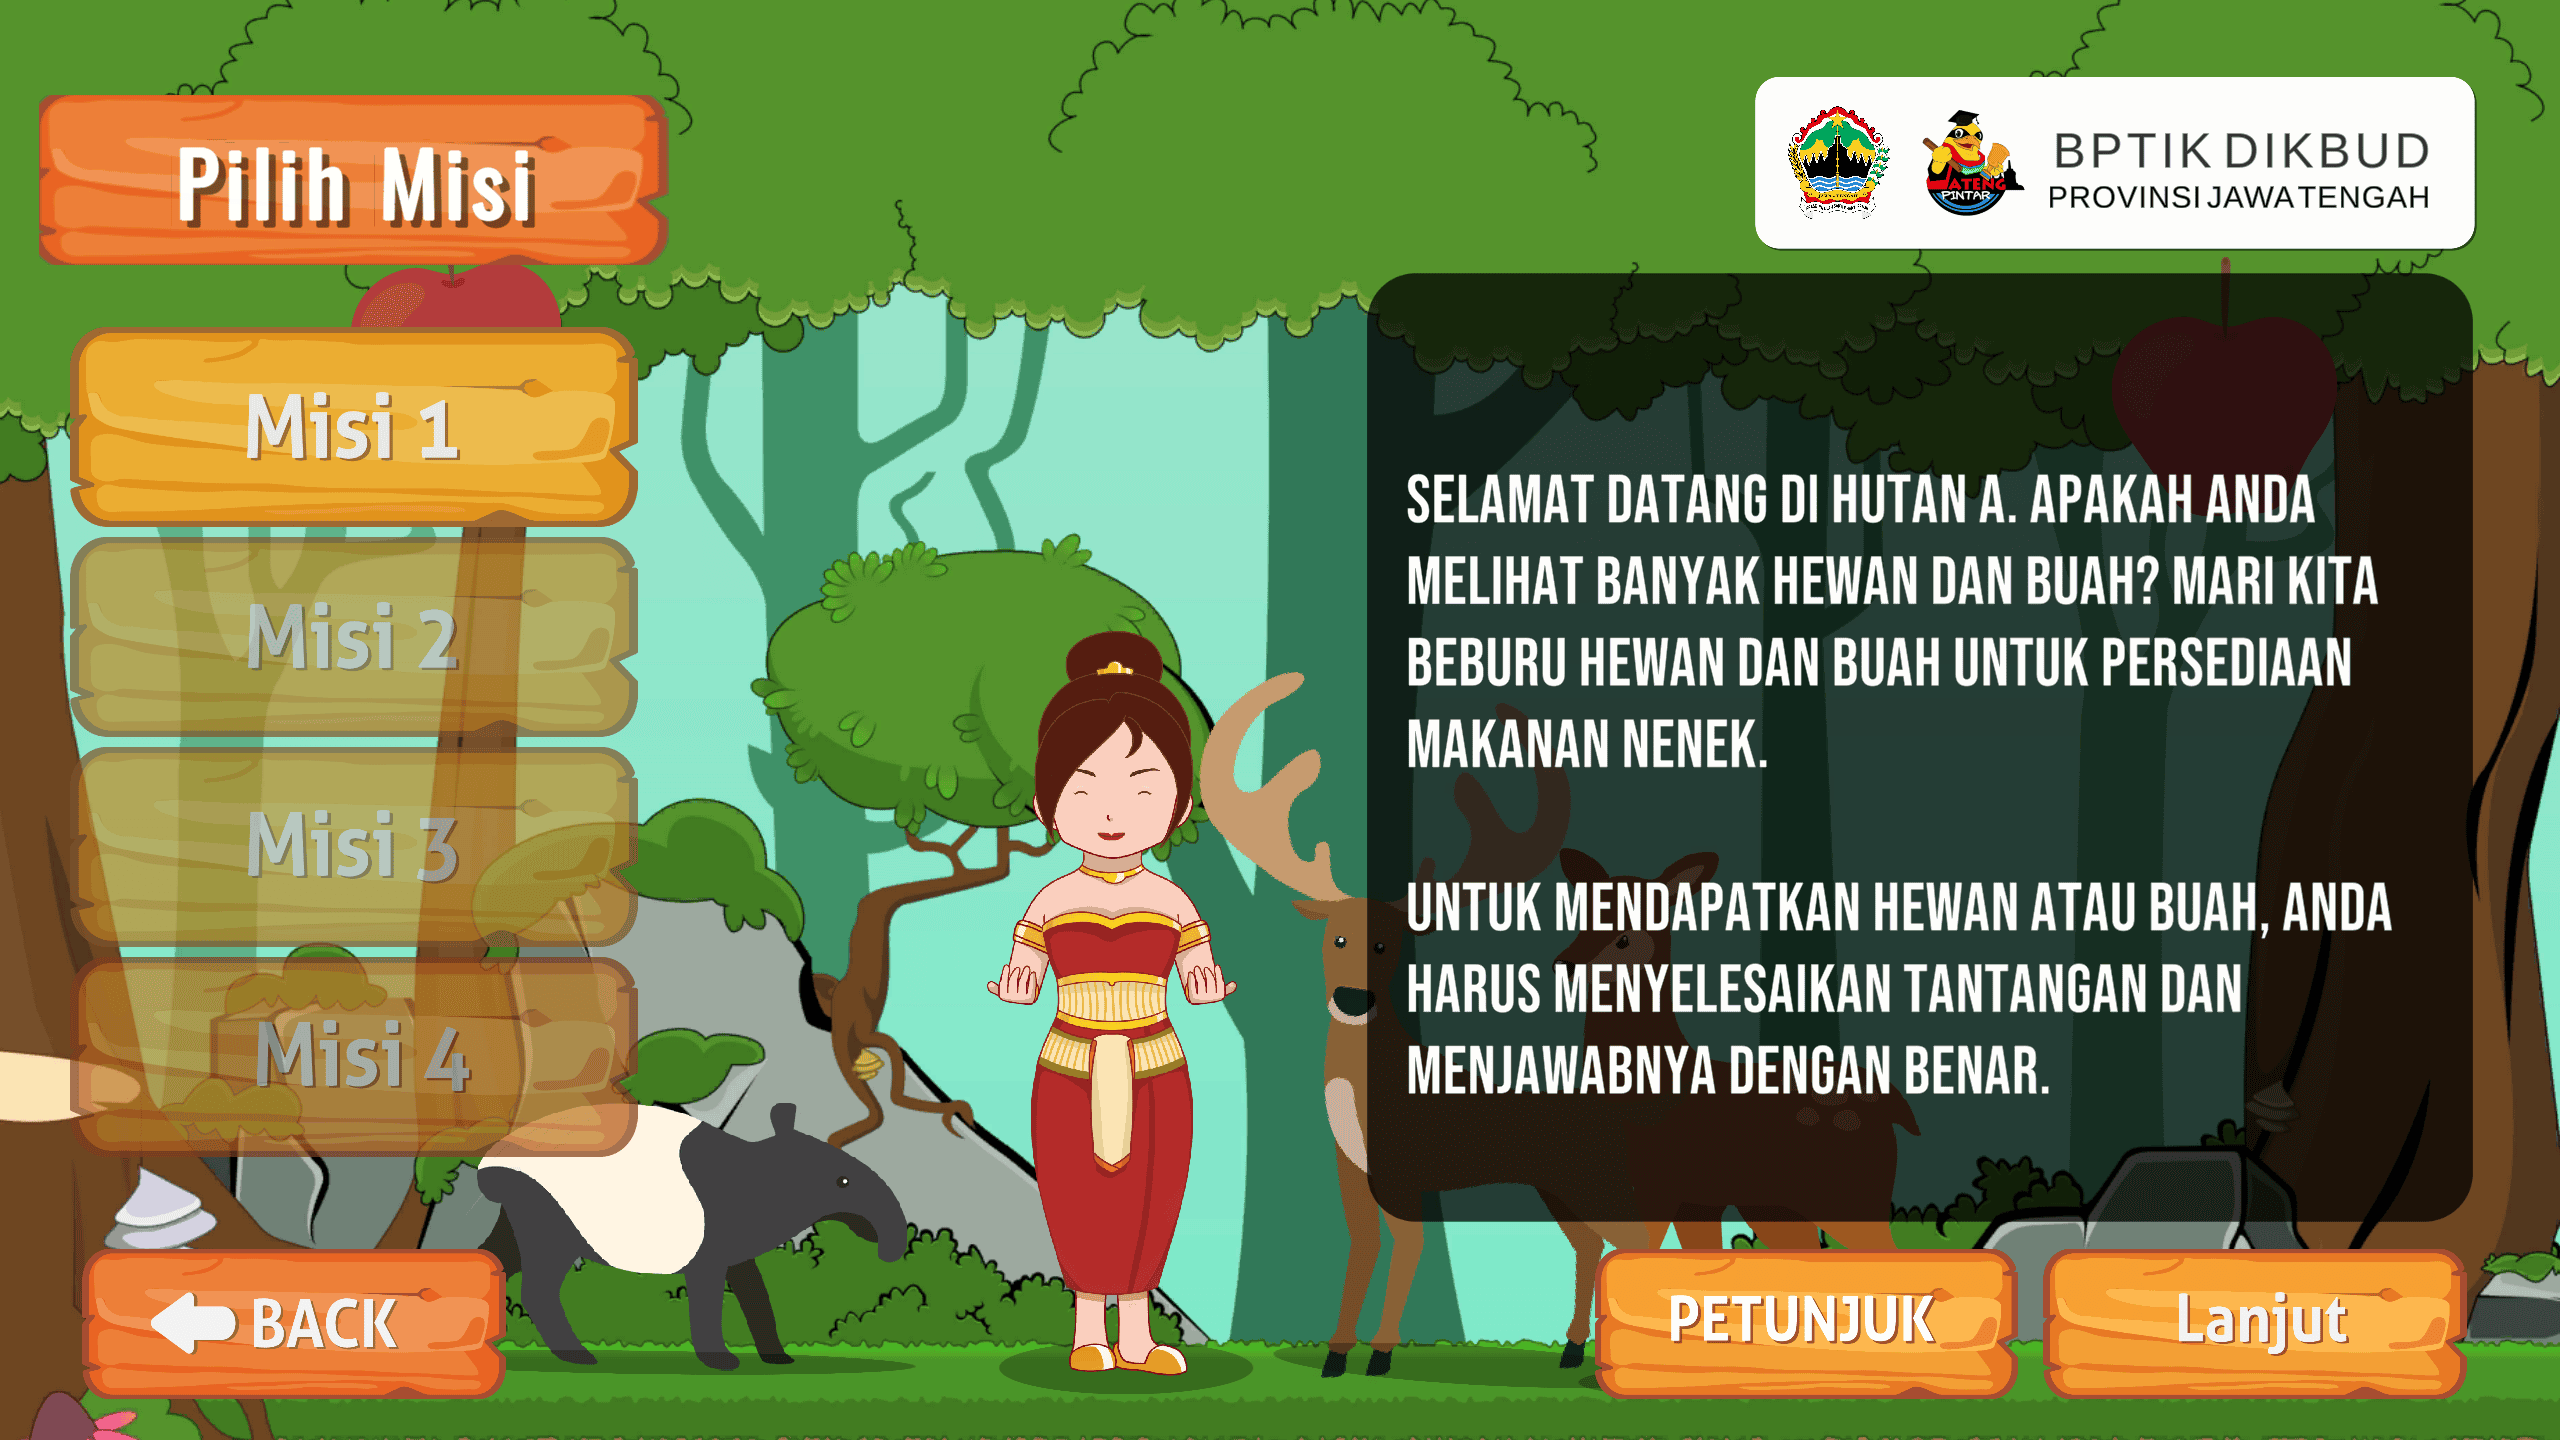 Pilih Misi
BPTIK DIKBUD
PROVINSI JAWA TENGAH
JATENG
PINTAR
Misi 1
Misi 2
Misi 3
Misi 4
SELAMAT DATANG DI HUTAN A. APAKAH ANDA
MELIHAT BANYAK HEWAN DAN BUAH? MARI KITA
BEBURU HEWAN DAN BUAH UNTUK PERSEDIAAN
MAKANAN NENEK.
UNTUK MENDAPATKAN HEWAN ATAU BUAH, ANDA
HARUS MENYELESAIKAN TANTANGAN DAN
MENJAWABNYA DENGAN BENAR.
BACK
PETUNJUK
Lanjut